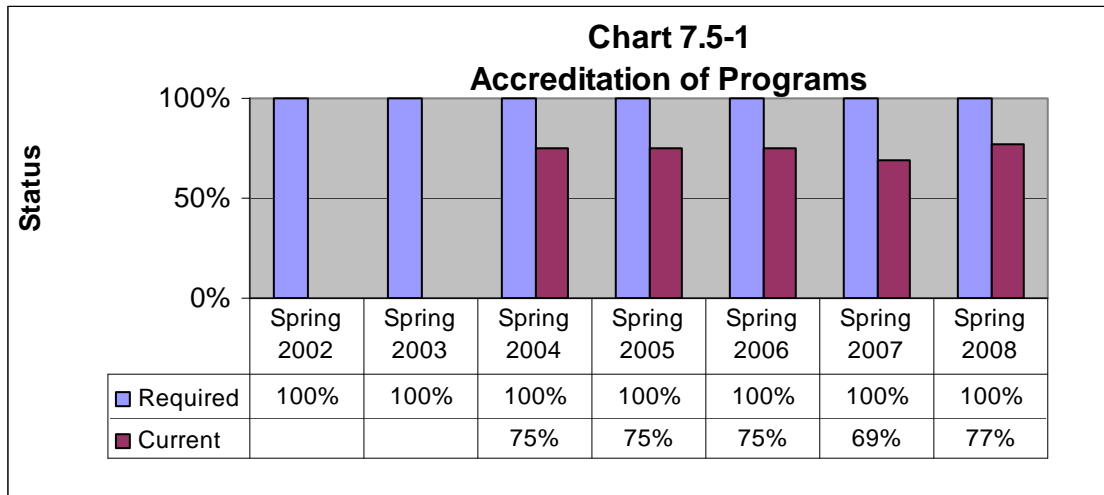 Chart 7.5-1
Accreditation of Programs
Status
100%
50%
0%
Spring 2002 Spring 2003 Spring 2004 Spring 2005 Spring 2006 Spring 2007 Spring 2008
Required 100% 100% 100% 100% 100% 100% 100%
Current 75% 75% 75% 69% 77%